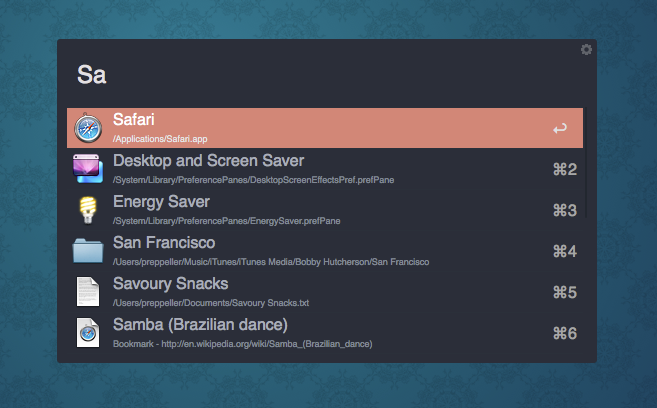 Sa
Safari
/Applications/Safari.app
↩
Desktop and Screen Saver
/System/Library/PreferencePanes/DesktopScreenEffectsPref.prefPane
⌘2
Energy Saver
/System/Library/PreferencePanes/EnergySaver.prefPane
⌘3
San Francisco
/Users/preppeller/Music/iTunes/iTunes Media/Bobby Hutcherson/San Francisco
⌘4
Savoury Snacks
/Users/preppeller/Documents/Savoury Snacks.txt
⌘5
Samba (Brazilian dance)
Bookmark - http://en.wikipedia.org/wiki/Samba_(Brazilian_dance)
⌘6